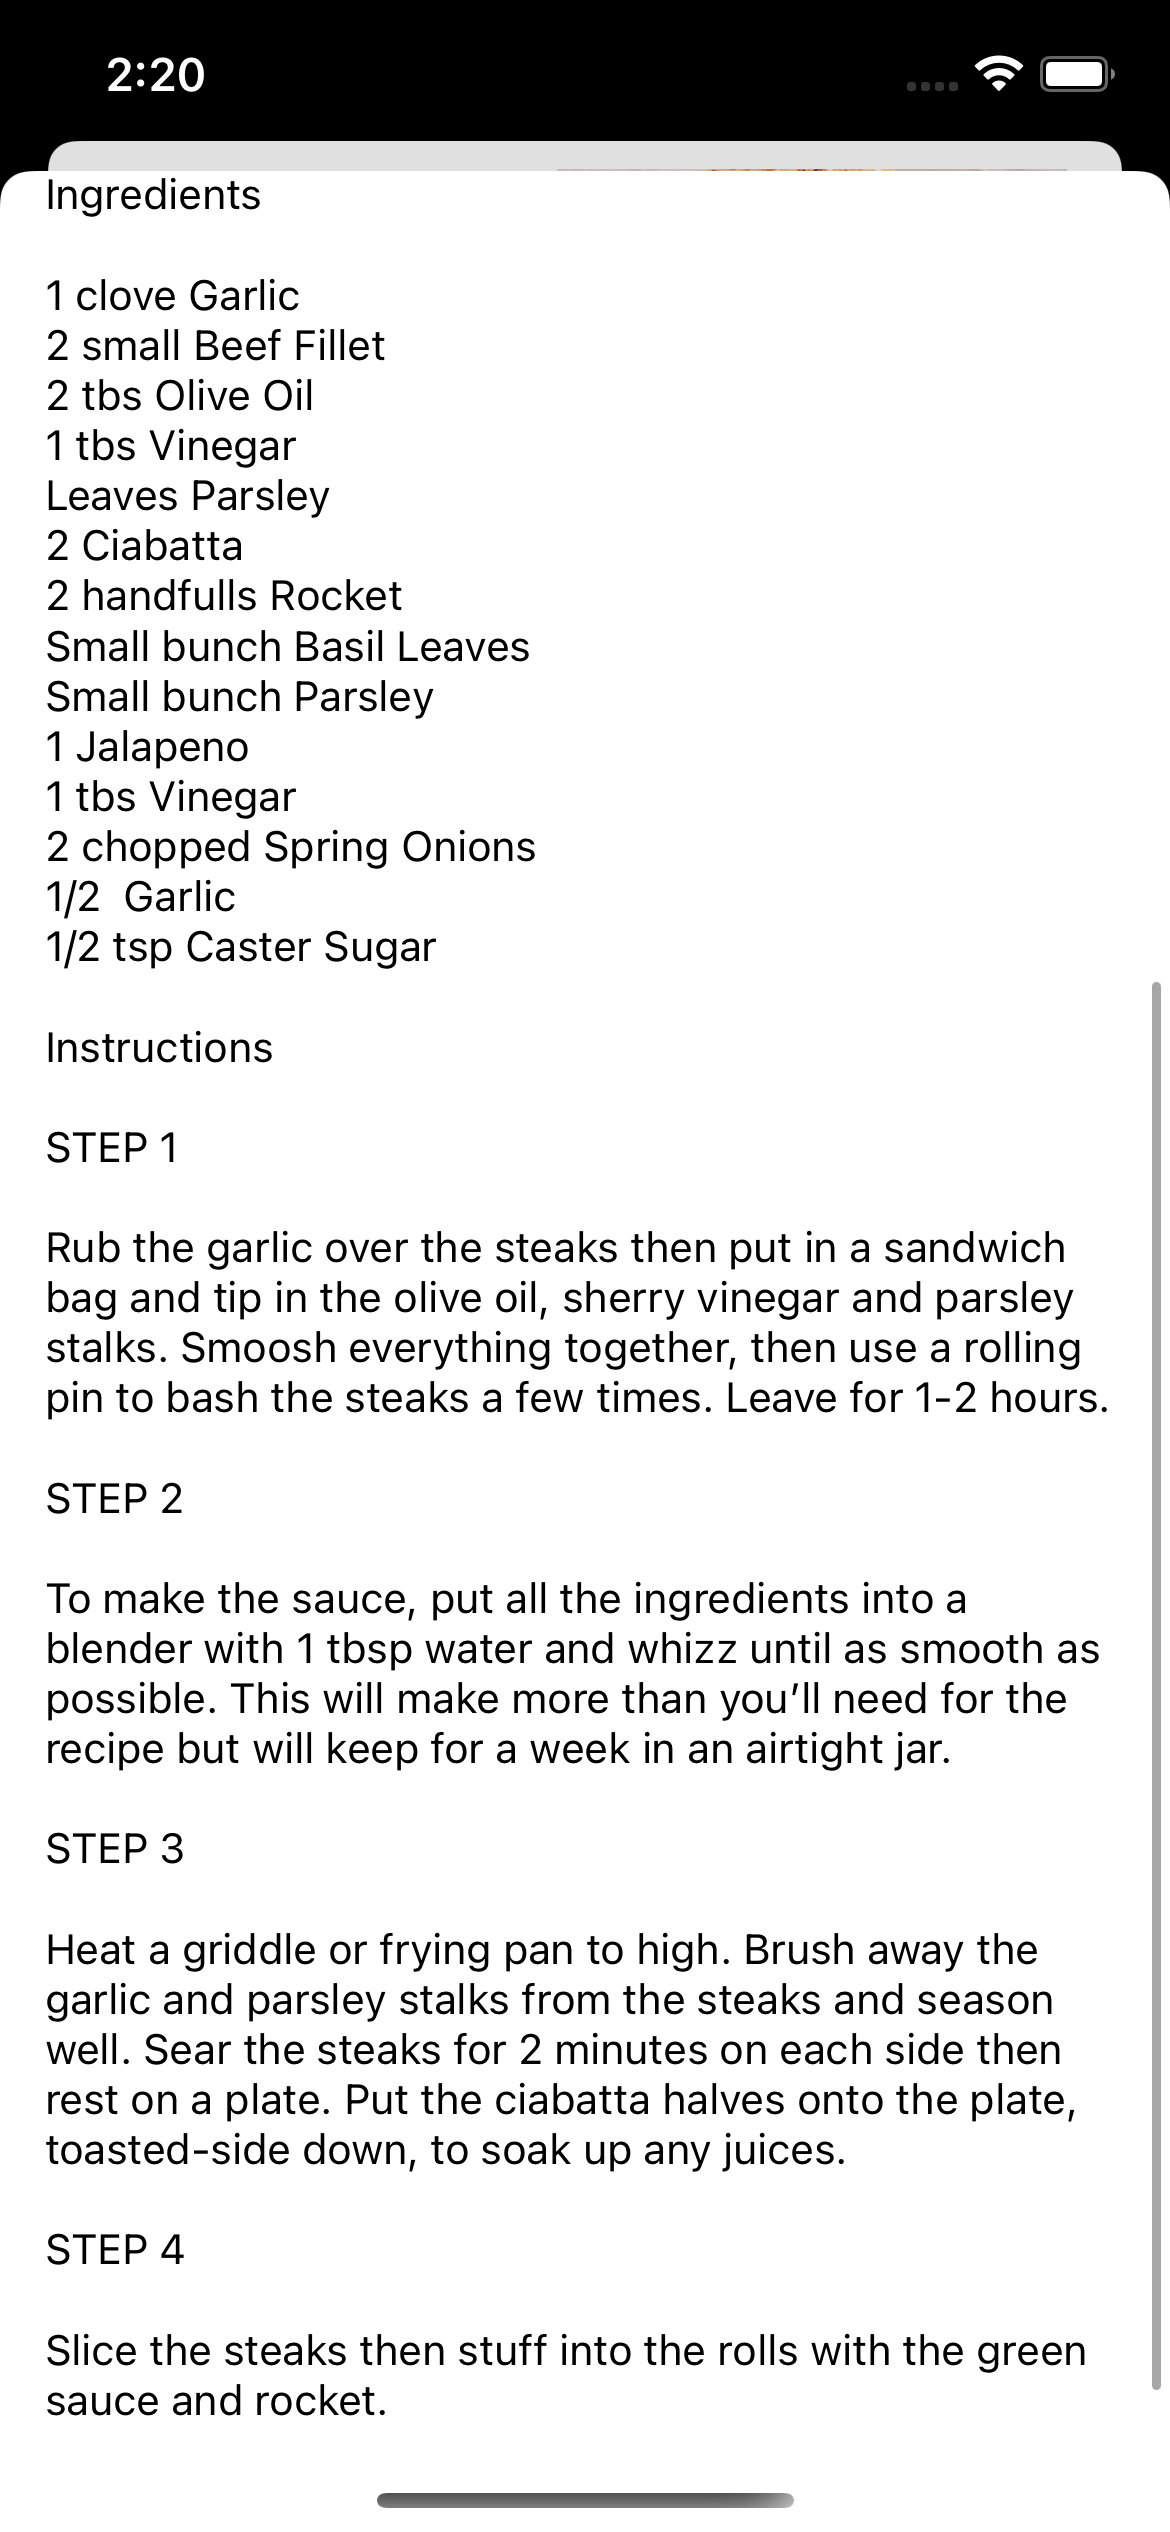 2:20
Ingredients
1 clove Garlic
2 small Beef Fillet
2 tbs Olive Oil
1 tbs Vinegar
Leaves Parsley
2 Ciabatta
2 handfulls Rocket
Small bunch Basil Leaves
Small bunch Parsley
1 Jalapeno
1 tbs Vinegar
2 chopped Spring Onions
1/2  Garlic
1/2 tsp Caster Sugar
Instructions
STEP 1
Rub the garlic over the steaks then put in a sandwich
bag and tip in the olive oil, sherry vinegar and parsley
stalks. Smoosh everything together, then use a rolling
pin to bash the steaks a few times. Leave for 1-2 hours.
STEP 2
To make the sauce, put all the ingredients into a
blender with 1 tbsp water and whizz until as smooth as
possible. This will make more than you’ll need for the
recipe but will keep for a week in an airtight jar.
STEP 3
Heat a griddle or frying pan to high. Brush away the
garlic and parsley stalks from the steaks and season
well. Sear the steaks for 2 minutes on each side then
rest on a plate. Put the ciabatta halves onto the plate,
toasted-side down, to soak up any juices.
STEP 4
Slice the steaks then stuff into the rolls with the green
sauce and rocket.